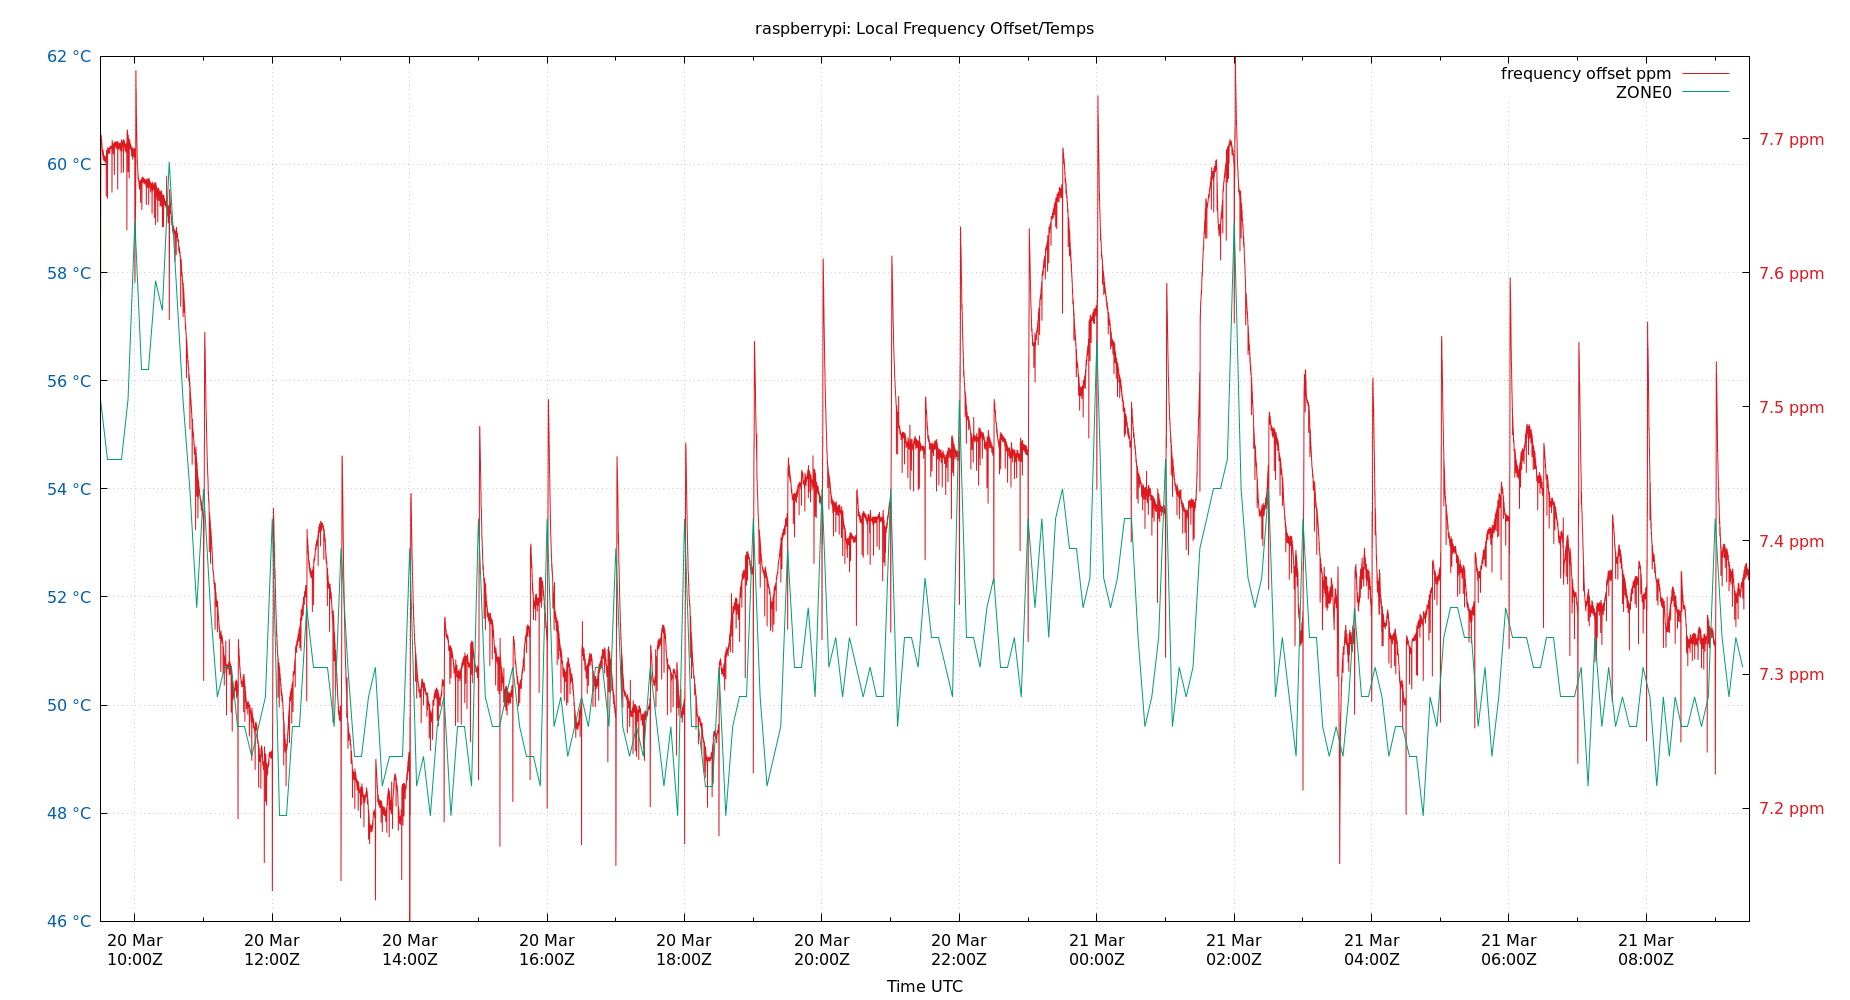 raspberrypi: Local Frequency Offset/Temps
62 °C
60 °C
58 °C
56 °C
54 °C
52 °C
50 °C
48 °C
46 °C
frequency offset ppm
ZONE0
7.7 ppm
7.6 ppm
7.5 ppm
7.4 ppm
7.3 ppm
7.2 ppm
20 Mar
10:00Z
20 Mar
12:00Z
20 Mar
14:00Z
20 Mar
16:00Z
20 Mar
18:00Z
20 Mar
20:00Z
20 Mar
22:00Z
21 Mar
00:00Z
21 Mar
02:00Z
21 Mar
04:00Z
21 Mar
06:00Z
21 Mar
08:00Z
Time UTC